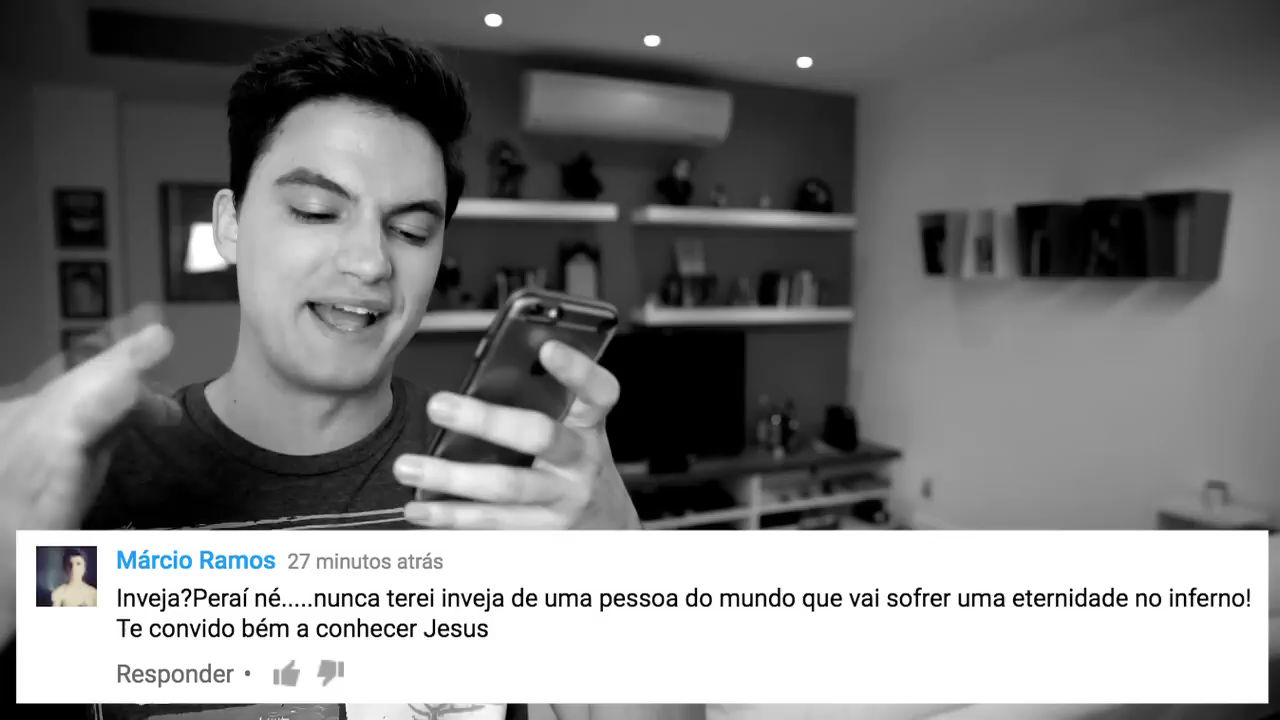 Márcio Ramos 27 minutos atrás
Inveja?Peraí né.....nunca terei inveja de uma pessoa do mundo que vai sofrer uma eternidade no inferno!
Te convido bém a conhecer Jesus
Responder •